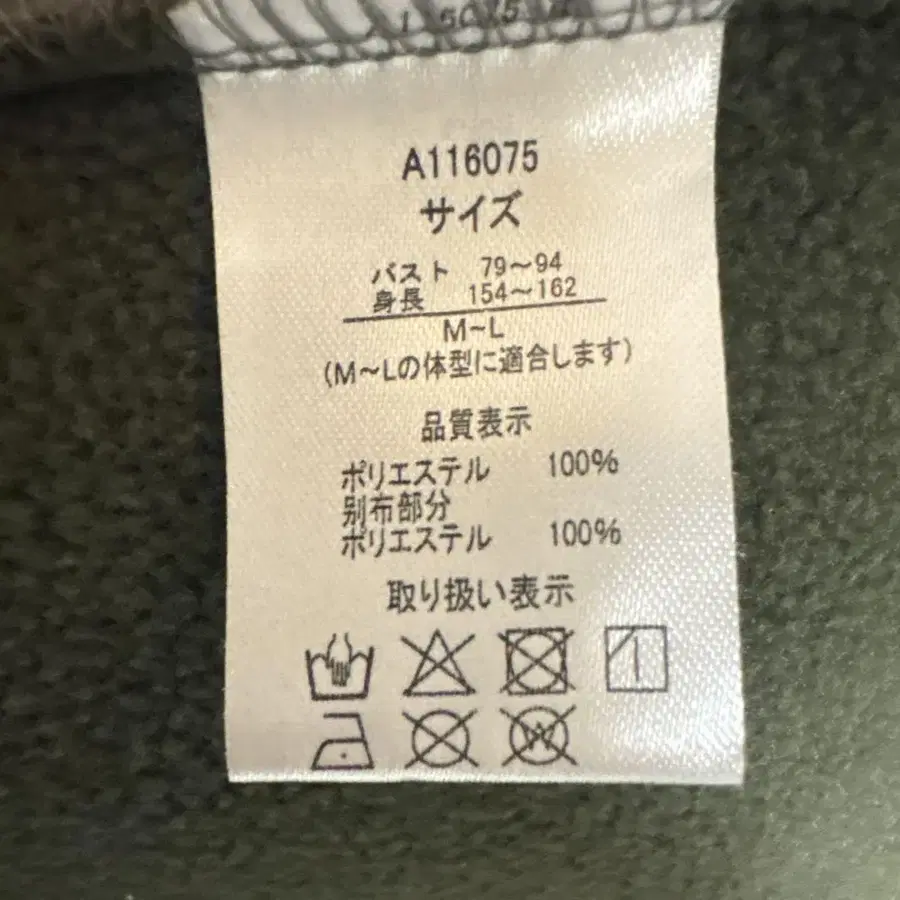 A116075
サイズ
バスト 79～94
身長 154～162
M～L
(M～Lの体型に適合します)
品質表示
ポリエステル 100%
別布部分
ポリエステル 100%
取り扱い表示